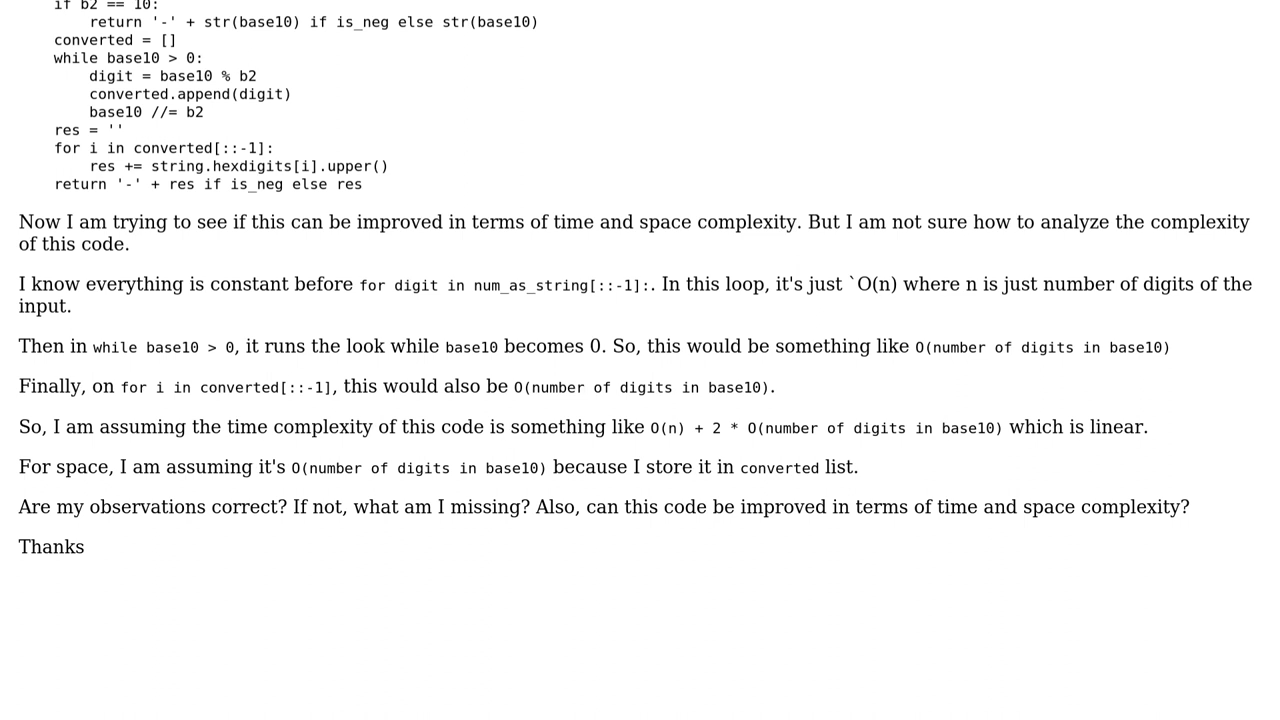 if b2 == 10:
return '-' + str(base10) if is_neg else str(base10)
converted = []
while base10 > 0:
digit = base10 % b2
converted.append(digit)
base10 //= b2
res = ''
for i in converted[::-1]:
res += string.hexdigits[i].upper()
return '-' + res if is_neg else res
Now I am trying to see if this can be improved in terms of time and space complexity. But I am not sure how to analyze the complexity
of this code.
I know everything is constant before for digit in num_as_string[::-1]:. In this loop, it's just `O(n) where n is just number of digits of the
input.
Then in while base10 > 0, it runs the look while base10 becomes 0. So, this would be something like O(number of digits in base10)
Finally, on for i in converted[::-1], this would also be O(number of digits in base10).
So, I am assuming the time complexity of this code is something like O(n) + 2 * O(number of digits in base10) which is linear.
For space, I am assuming it's O(number of digits in base10) because I store it in converted list.
Are my observations correct? If not, what am I missing? Also, can this code be improved in terms of time and space complexity?
Thanks